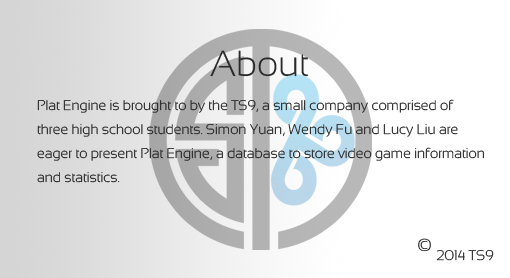 About
Plat Engine is brought to by the TS9, a small company comprised of
three high school students. Simon Yuan, Wendy Fu and Lucy Liu are
eager to present Plat Engine, a database to store video game information
and statistics.
© 2014 TS9